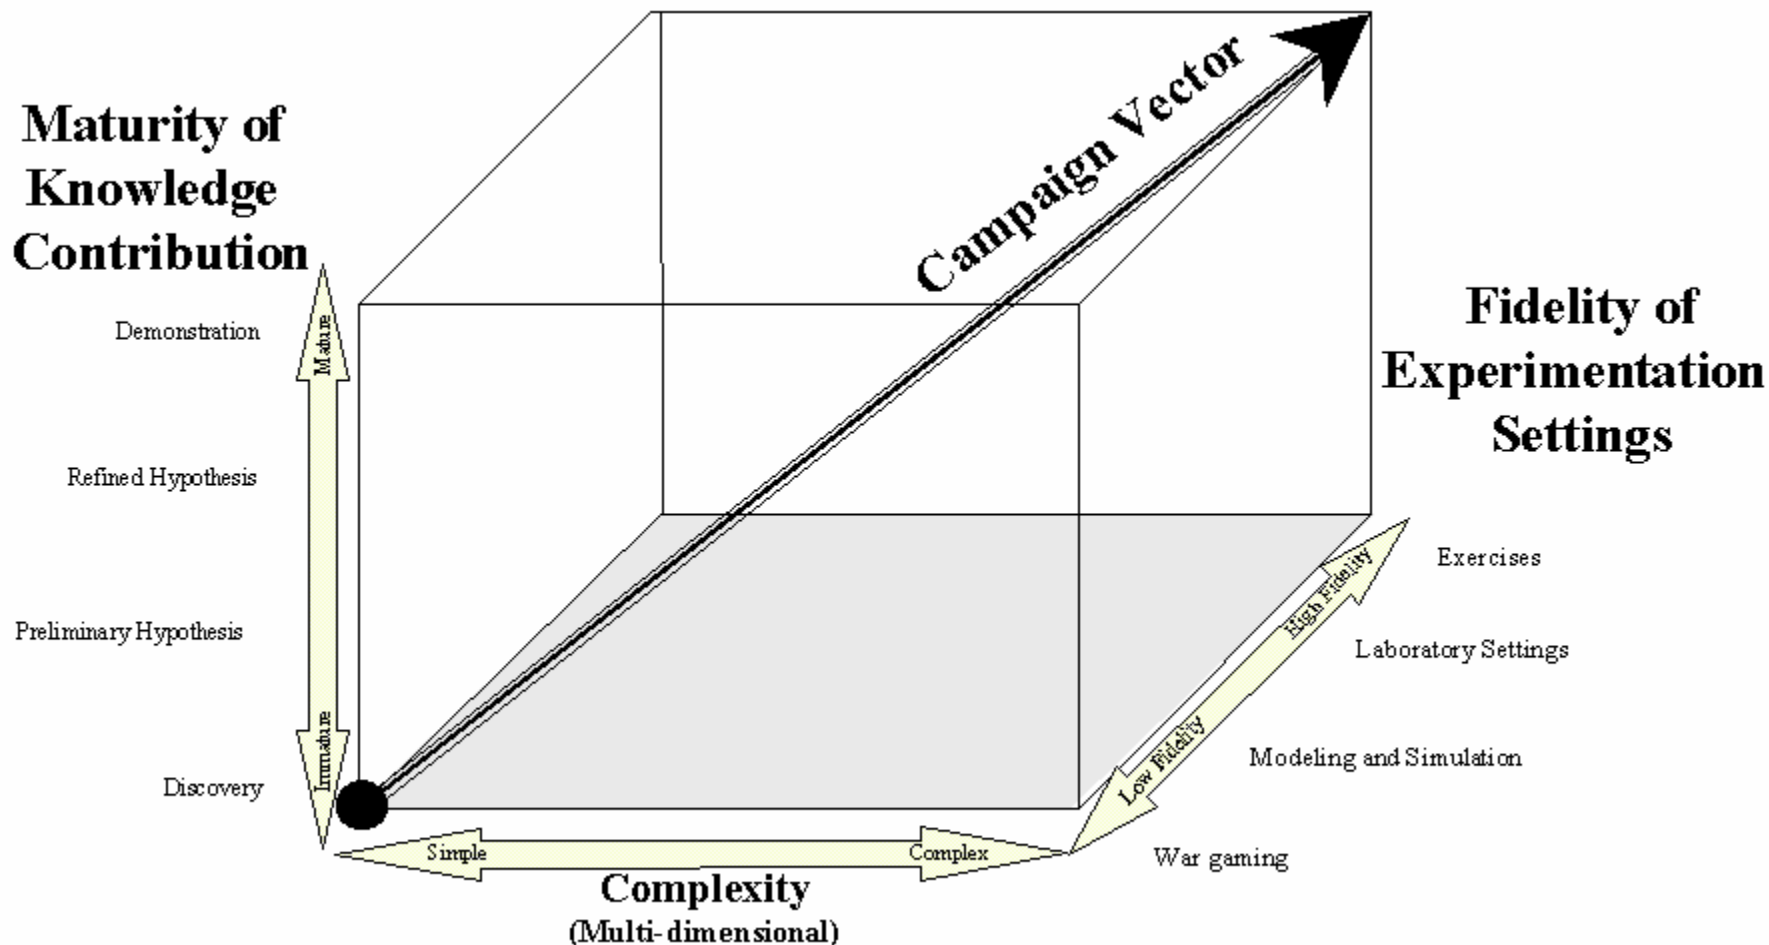 Maturity of
Knowledge
Contribution
Mature
Demonstration
Refined Hypothesis
Preliminary Hypothesis
Immature
Discovery
Campaign Vector
Fidelity of
Experimentation
Settings
High Fidelity
Exercises
Laboratory Settings
Low Fidelity
Modeling and Simulation
War gaming
Simple
Complex
Complexity
(Multi-dimensional)